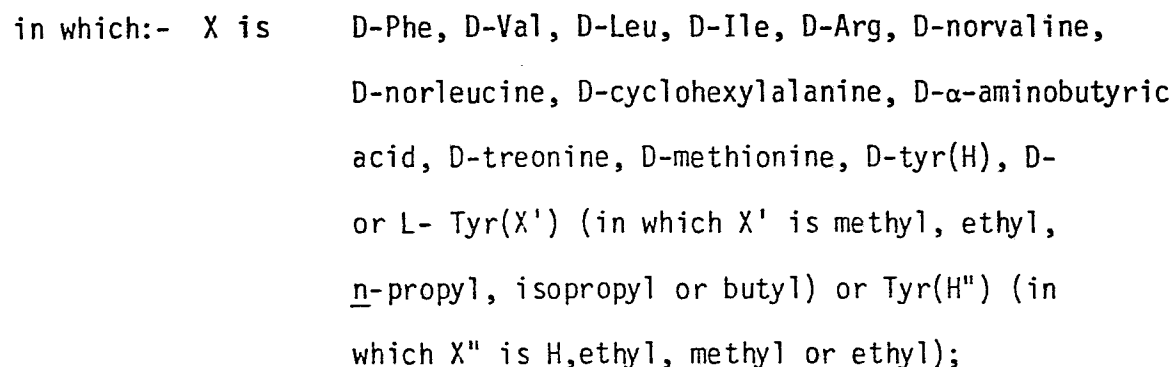 in which:- X is D-Phe, D-Val, D-Leu, D-Ile, D-Arg, D-norvaline,
D-norleucine, D-cyclohexylalanine, D-α-aminobutyric
acid, D-treonine, D-methionine, D-tyr(H), D-
or L- Tyr(X') (in which X' is methyl, ethyl,
n-propyl, isopropyl or butyl) or Tyr(H") (in
which X" is H,ethyl, methyl or ethyl);